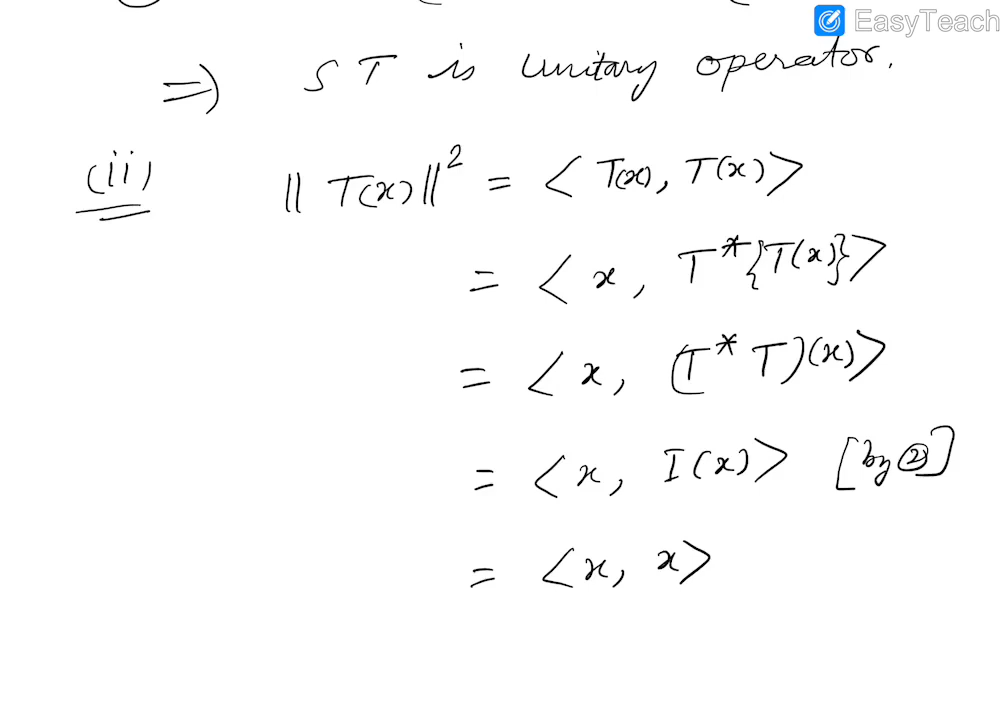 EasyTeach
=> ST is unitary operator.
(ii) ||T(x)||² = <T(x), T(x)>
= <x, T*{T(x)}>
= <x, (T*T)(x)>
= <x, I(x)> [by ②]
= <x, x>